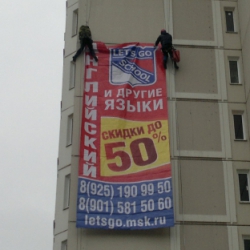 LET'S GO
SCHOOL
АНГЛИЙСКИЙ
И ДРУГИЕ
ЯЗЫКИ
СКИДКИ ДО
50%
8(925) 190 99 50
8(901) 581 50 60
letsgo.msk.ru